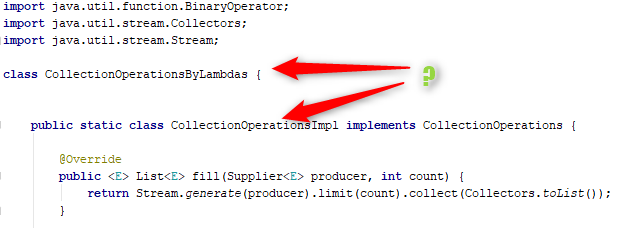 import java.util.function.BinaryOperator;
import java.util.stream.Collectors;
import java.util.stream.Stream;
class CollectionOperationsByLambdas {
?
public static class CollectionOperationsImpl implements CollectionOperations {
@Override
public <E> List<E> fill(Supplier<E> producer, int count) {
return Stream.generate(producer).limit(count).collect(Collectors.toList());
}